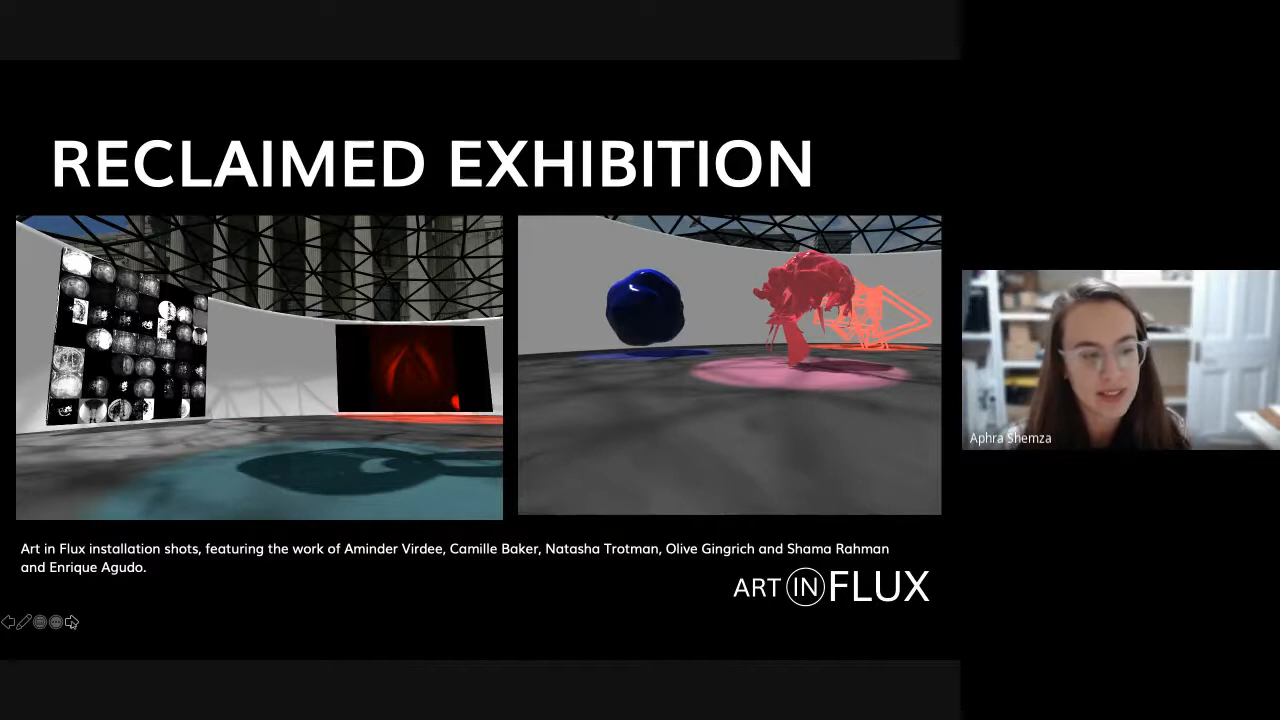 RECLAIMED EXHIBITION
Art in Flux installation shots, featuring the work of Aminder Virdee, Camille Baker, Natasha Trotman, Olive Gingrich and Shama Rahman
and Enrique Agudo.
ART IN FLUX
Aphra Shemza